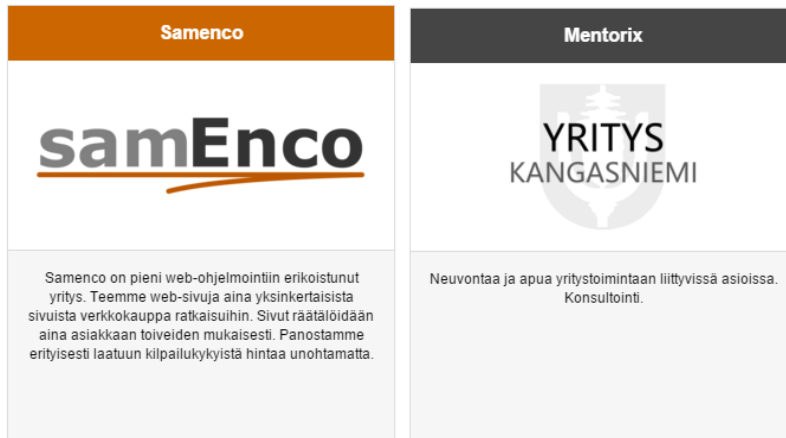 Samenco
samEnco
Samenco on pieni web-ohjelmointiin erikoistunut
yritys. Teemme web-sivuja aina yksinkertaisista
sivuista verkkokauppa ratkaisuihin. Sivut räätälöidään
aina asiakkaan toiveiden mukaisesti. Panostamme
erityisesti laatuun kilpailukykyistä hintaa unohtamatta.
Mentorix
YRITYS
KANGASNIEMI
Neuvontaa ja apua yritystoimintaan liittyvissä asioissa.
Konsultointi.